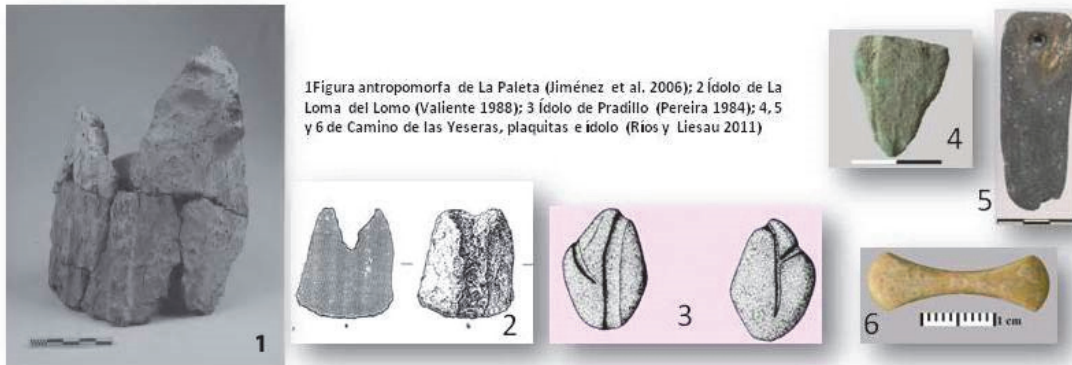 1Figura antropomorfa de La Paleta (Jiménez et al. 2006); 2 Ídolo de La
Loma del Lomo (Valiente 1988); 3 Ídolo de Pradillo (Pereira 1984); 4, 5
y 6 de Camino de las Yeseras, plaquitas e ídolo (Ríos y Liesau 2011)
1
2
3
4
5
6
1 cm